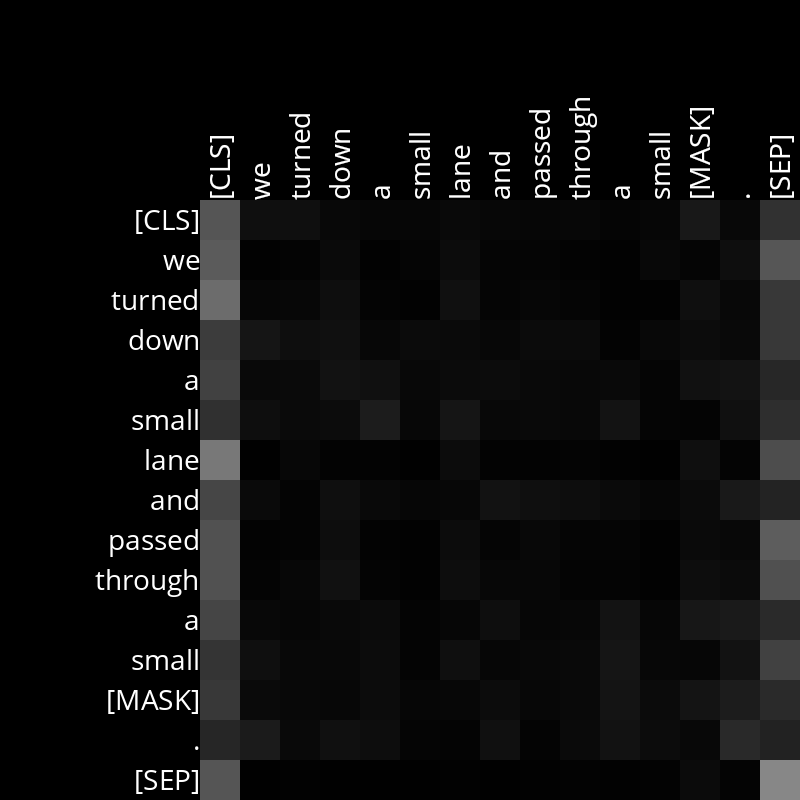 [CLS] we turned down a small lane and passed through a small [MASK] . [SEP]
[CLS]
we
turned
down
a
small
lane
and
passed
through
a
small
[MASK]
.
[SEP]